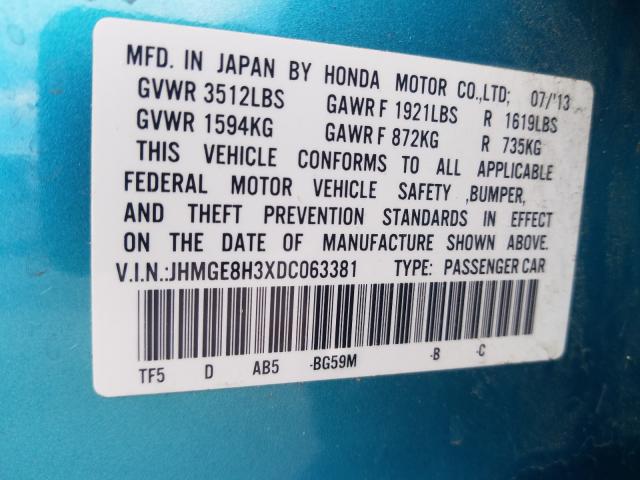 MFD. IN JAPAN BY HONDA MOTOR CO.,LTD; 07/'13
GVWR 3512LBS GAWR F 1921LBS R 1619LBS
GVWR 1594KG GAWR F 872KG R 735KG
THIS VEHICLE CONFORMS TO ALL APPLICABLE
FEDERAL MOTOR VEHICLE SAFETY ,BUMPER,
AND THEFT PREVENTION STANDARDS IN EFFECT
ON THE DATE OF MANUFACTURE SHOWN ABOVE.
V.I.N.:JHMGE8H3XDC063381 TYPE: PASSENGER CAR
TF5 D AB5 -BG59M -B -C